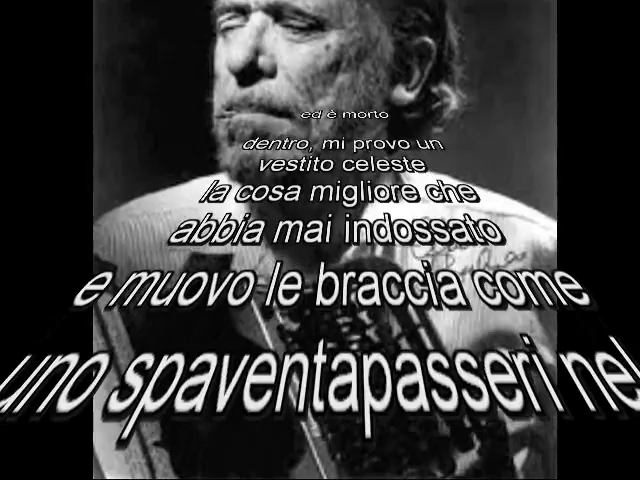 ed è morto
dentro, mi provo un
vestito celeste
la cosa migliore che
abbia mai indossato
e muovo le braccia come
uno spaventapasseri nel